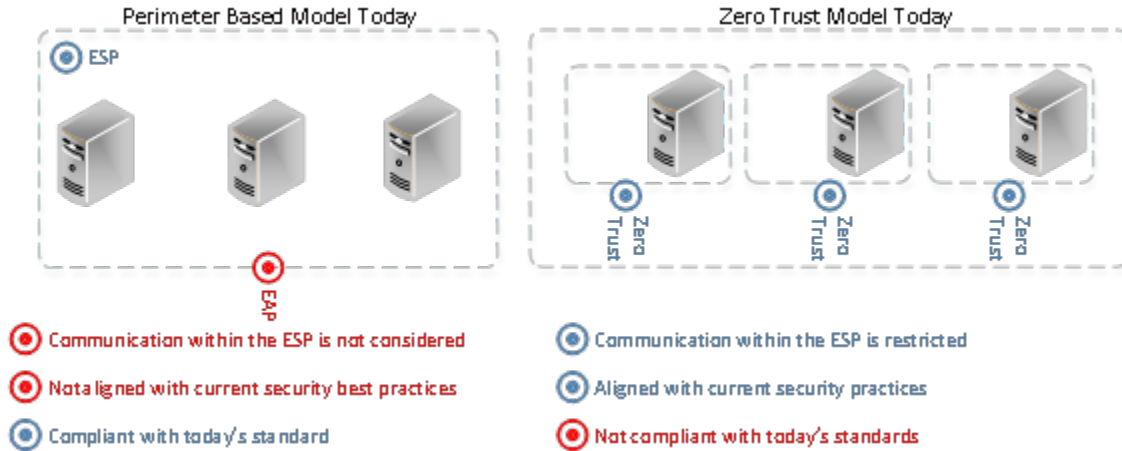 Perimeter Based Model Today
Zero Trust Model Today
ESP
Zero
Trust
Zero
Trust
Zero
Trust
EAP
Communication within the ESP is not considered
Not aligned with current security best practices
Compliant with today's standard
Communication within the ESP is restricted
Aligned with current security practices
Not compliant with today's standards